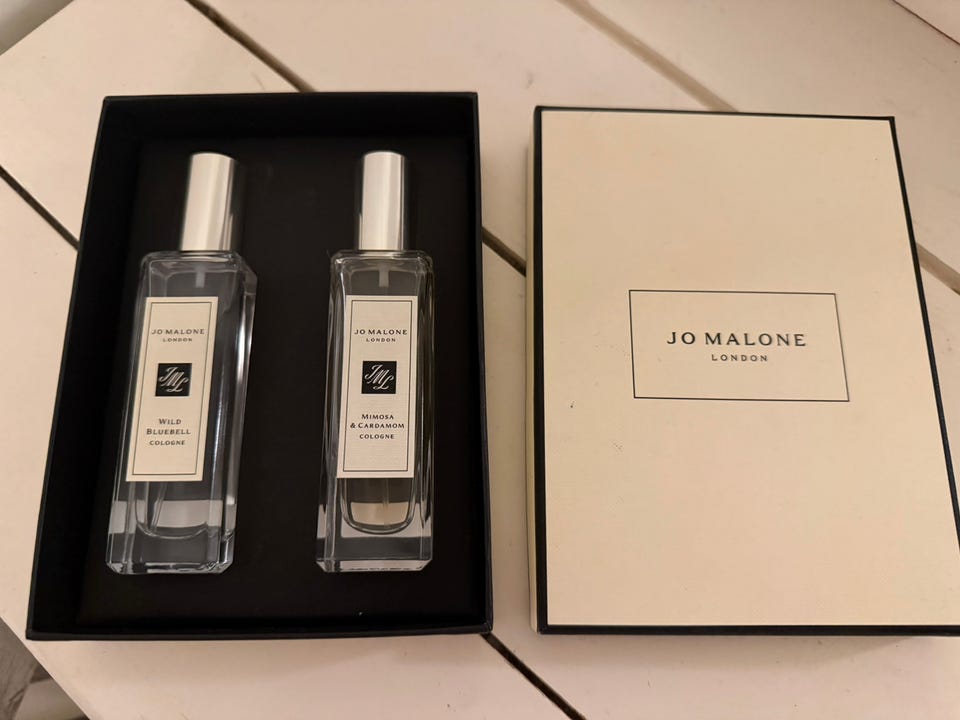 JO MALONE
LONDON
JML
WILD
BLUEBELL
COLOGNE
JO MALONE
LONDON
JML
MIMOSA
& CARDAMOM
COLOGNE
JO MALONE
LONDON